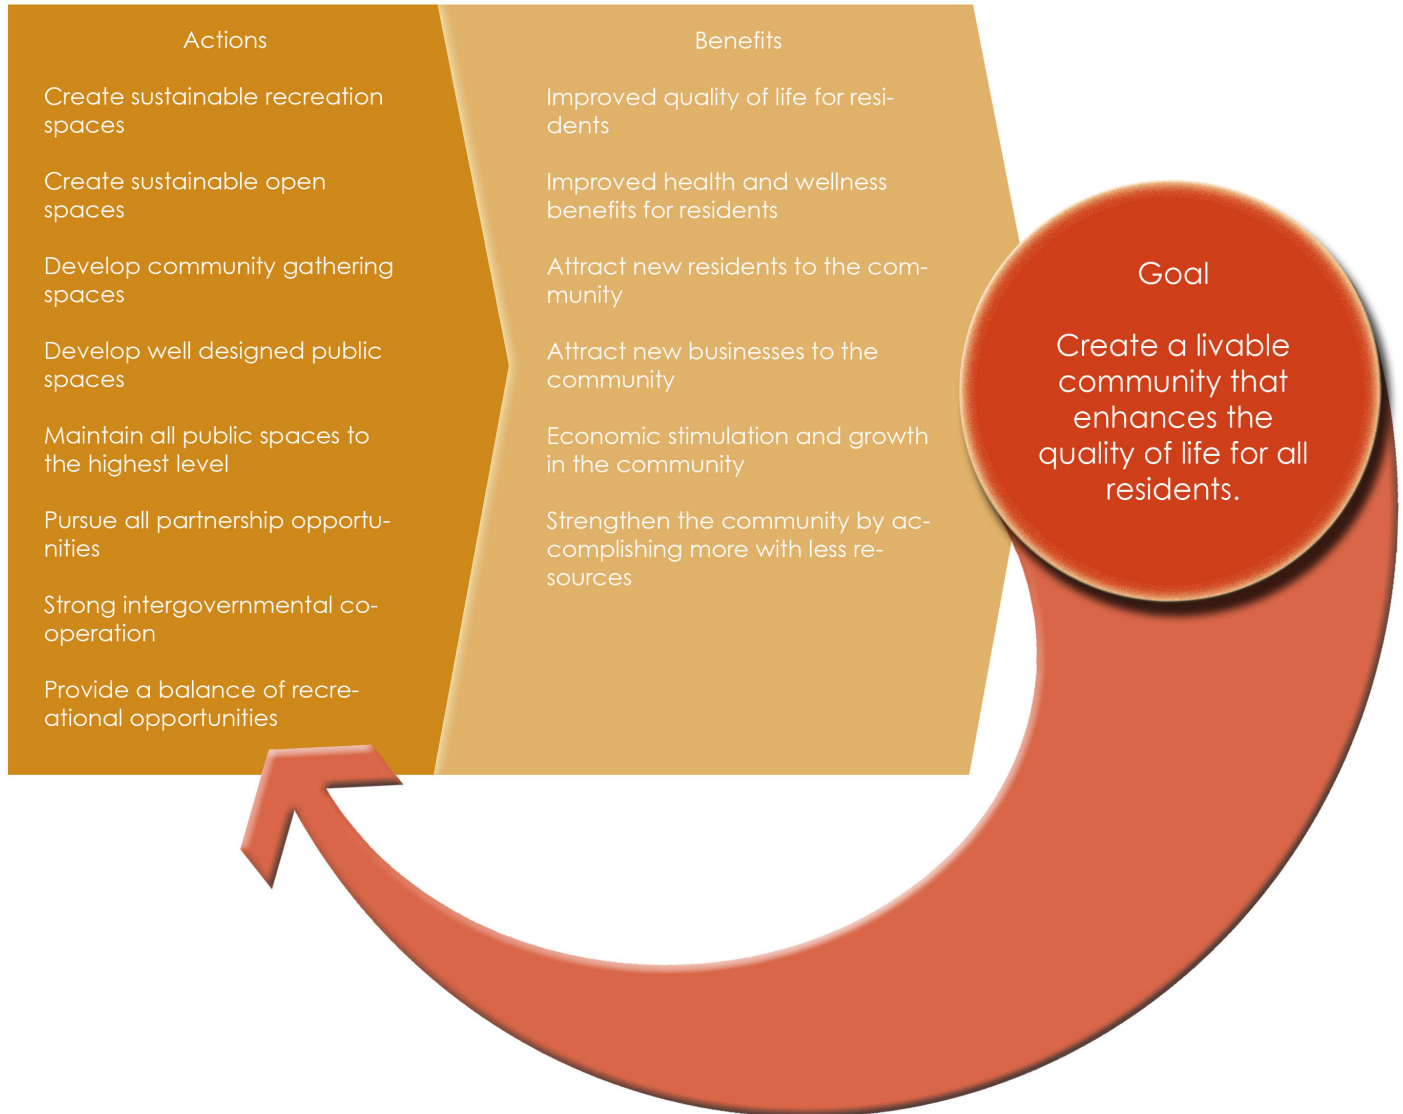 Actions
Create sustainable recreation
spaces
Create sustainable open
spaces
Develop community gathering
spaces
Develop well designed public
spaces
Maintain all public spaces to
the highest level
Pursue all partnership opportu-
nities
Strong intergovernmental co-
operation
Provide a balance of recre-
ational opportunities
Benefits
Improved quality of life for resi-
dents
Improved health and wellness
benefits for residents
Attract new residents to the com-
munity
Attract new businesses to the
community
Economic stimulation and growth
in the community
Strengthen the community by ac-
complishing more with less re-
sources
Goal
Create a livable
community that
enhances the
quality of life for all
residents.